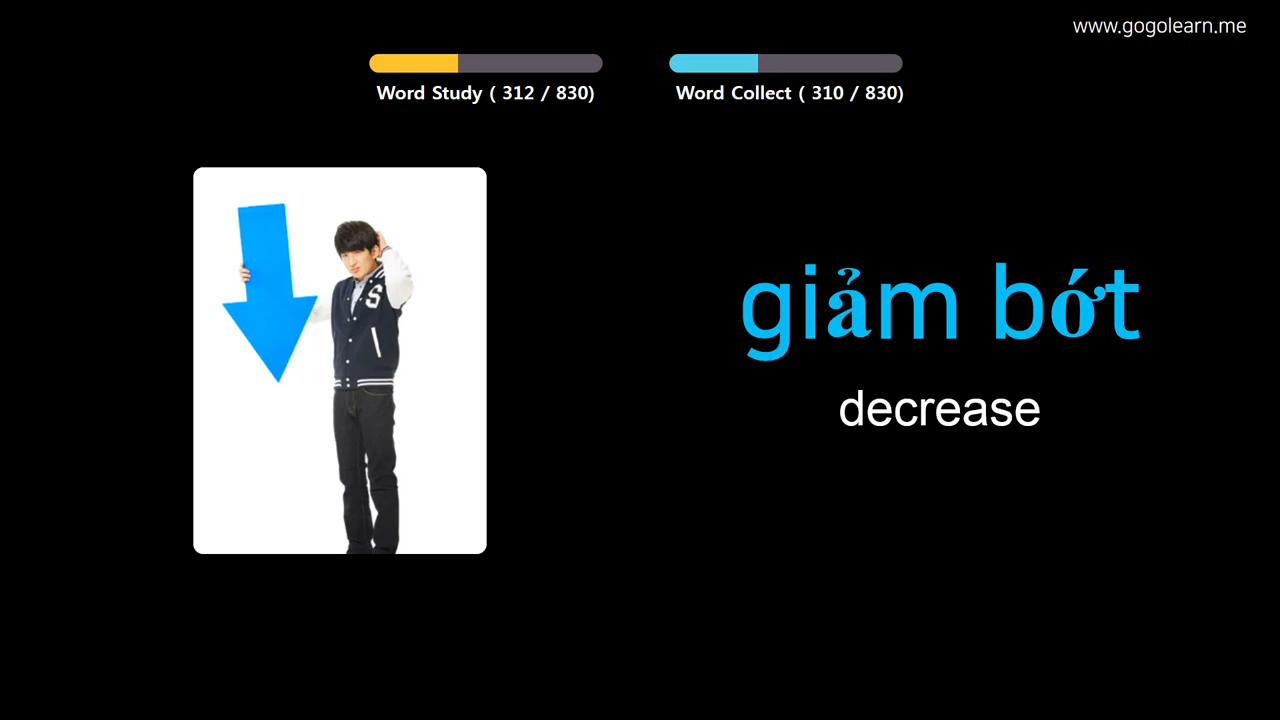 www.gogolearn.me
Word Study ( 312 / 830)
Word Collect ( 310 / 830)
S
giảm bớt
decrease